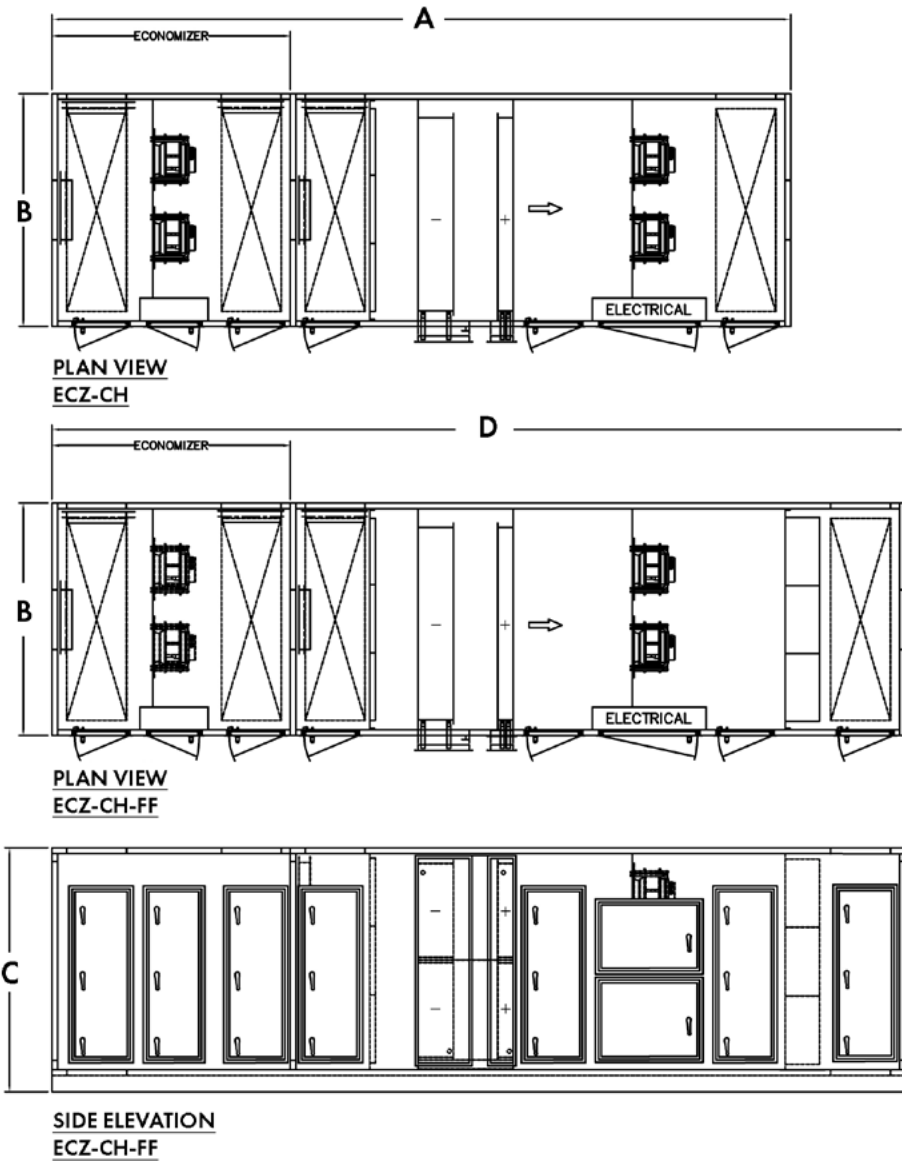 A
ECONOMIZER
B
ELECTRICAL
PLAN VIEW
ECZ-CH
D
ECONOMIZER
B
ELECTRICAL
PLAN VIEW
ECZ-CH-FF
C
SIDE ELEVATION
ECZ-CH-FF